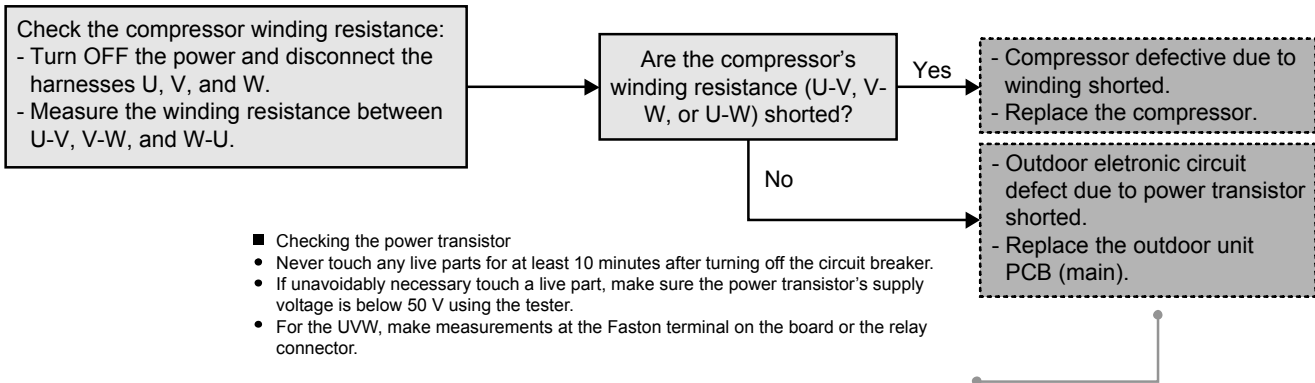 Check the compressor winding resistance:
- Turn OFF the power and disconnect the
harnesses U, V, and W.
- Measure the winding resistance between
U-V, V-W, and W-U.
Are the compressor's
winding resistance (U-V, V-
W, or U-W) shorted?
Yes
- Compressor defective due to
winding shorted.
- Replace the compressor.
No
- Outdoor eletronic circuit
defect due to power transistor
shorted.
- Replace the outdoor unit
PCB (main).
■ Checking the power transistor
• Never touch any live parts for at least 10 minutes after turning off the circuit breaker.
• If unavoidably necessary touch a live part, make sure the power transistor's supply
voltage is below 50 V using the tester.
• For the UVW, make measurements at the Faston terminal on the board or the relay
connector.